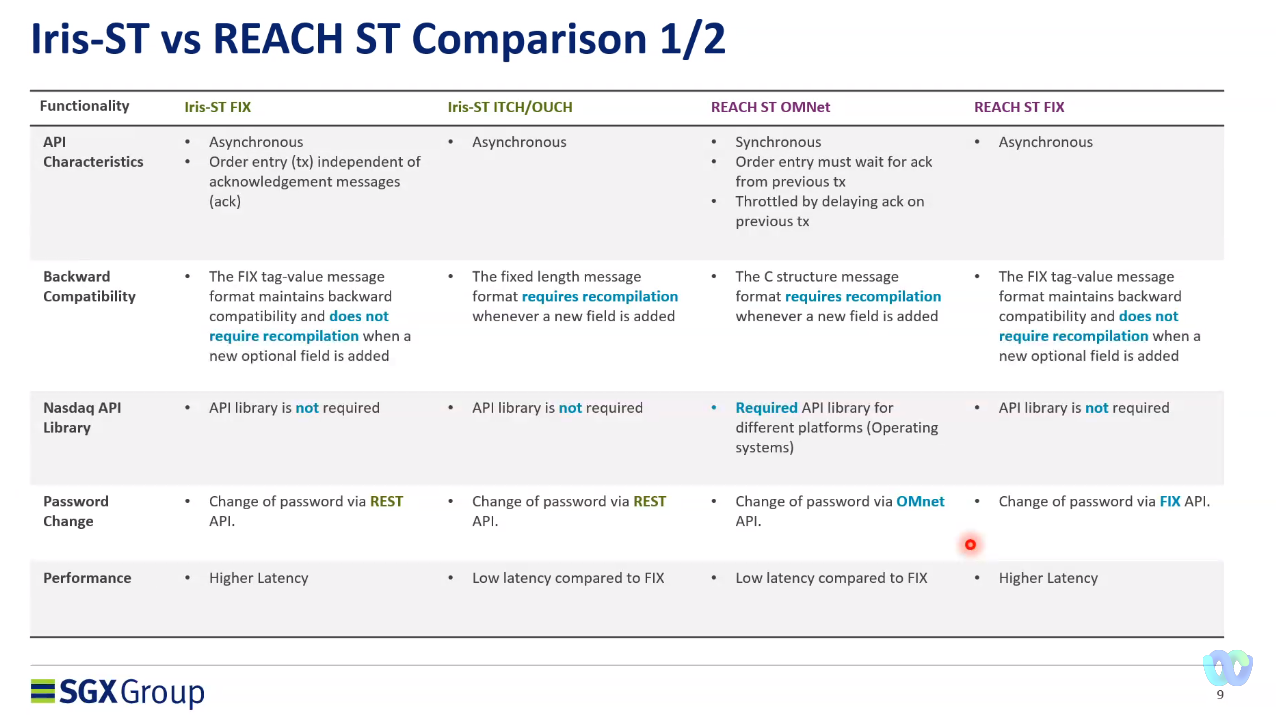 Iris-ST vs REACH ST Comparison 1/2
Functionality
Iris-ST FIX
Iris-ST ITCH/OUCH
REACH ST OMNet
REACH ST FIX
API
Characteristics
• Asynchronous
• Order entry (tx) independent of
acknowledgement messages
(ack)
• Asynchronous
• Synchronous
• Order entry must wait for ack
from previous tx
• Throttled by delaying ack on
previous tx
• Asynchronous
Backward
Compatibility
• The FIX tag-value message
format maintains backward
compatibility and does not
require recompilation when a
new optional field is added
• The fixed length message
format requires recompilation
whenever a new field is added
• The C structure message
format requires recompilation
whenever a new field is added
• The FIX tag-value message
format maintains backward
compatibility and does not
require recompilation when a
new optional field is added
Nasdaq API
Library
• API library is not required
• API library is not required
• Required API library for
different platforms (Operating
systems)
• API library is not required
Password
Change
• Change of password via REST
API.
• Change of password via REST
API.
• Change of password via OMnet
API.
• Change of password via FIX API.
Performance
• Higher Latency
• Low latency compared to FIX
• Low latency compared to FIX
• Higher Latency
SGX Group
9